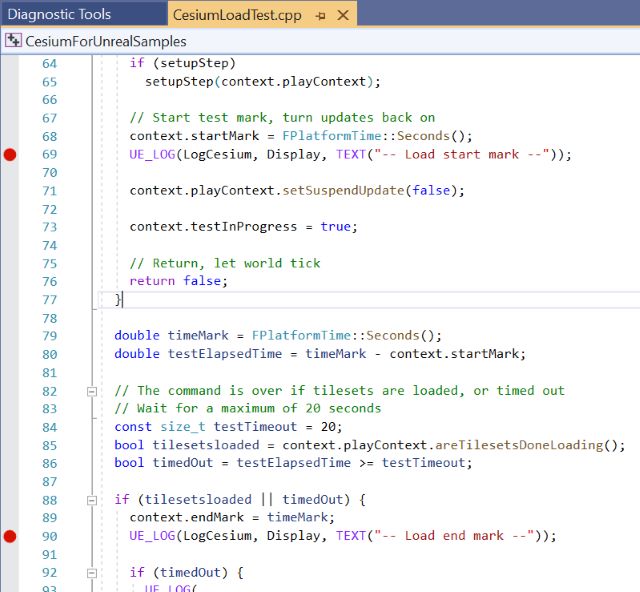 Diagnostic Tools
CesiumLoadTest.cpp
CesiumForUnrealSamples
64 if (setupStep)
65 setupStep(context.playContext);
66
67 // Start test mark, turn updates back on
68 context.startMark = FPlatformTime::Seconds();
69 UE_LOG(LogCesium, Display, TEXT("-- Load start mark --"));
70
71 context.playContext.setSuspendUpdate(false);
72
73 context.testInProgress = true;
74
75 // Return, let world tick
76 return false;
77 }
78
79 double timeMark = FPlatformTime::Seconds();
80 double testElapsedTime = timeMark - context.startMark;
81
82 // The command is over if tilesets are loaded, or timed out
83 // Wait for a maximum of 20 seconds
84 const size_t testTimeout = 20;
85 bool tilesetsloaded = context.playContext.areTilesetsDoneLoading();
86 bool timedOut = testElapsedTime >= testTimeout;
87
88 if (tilesetsloaded || timedOut) {
89 context.endMark = timeMark;
90 UE_LOG(LogCesium, Display, TEXT("-- Load end mark --"));
91
92 if (timedOut) {
93 UE_LOG(